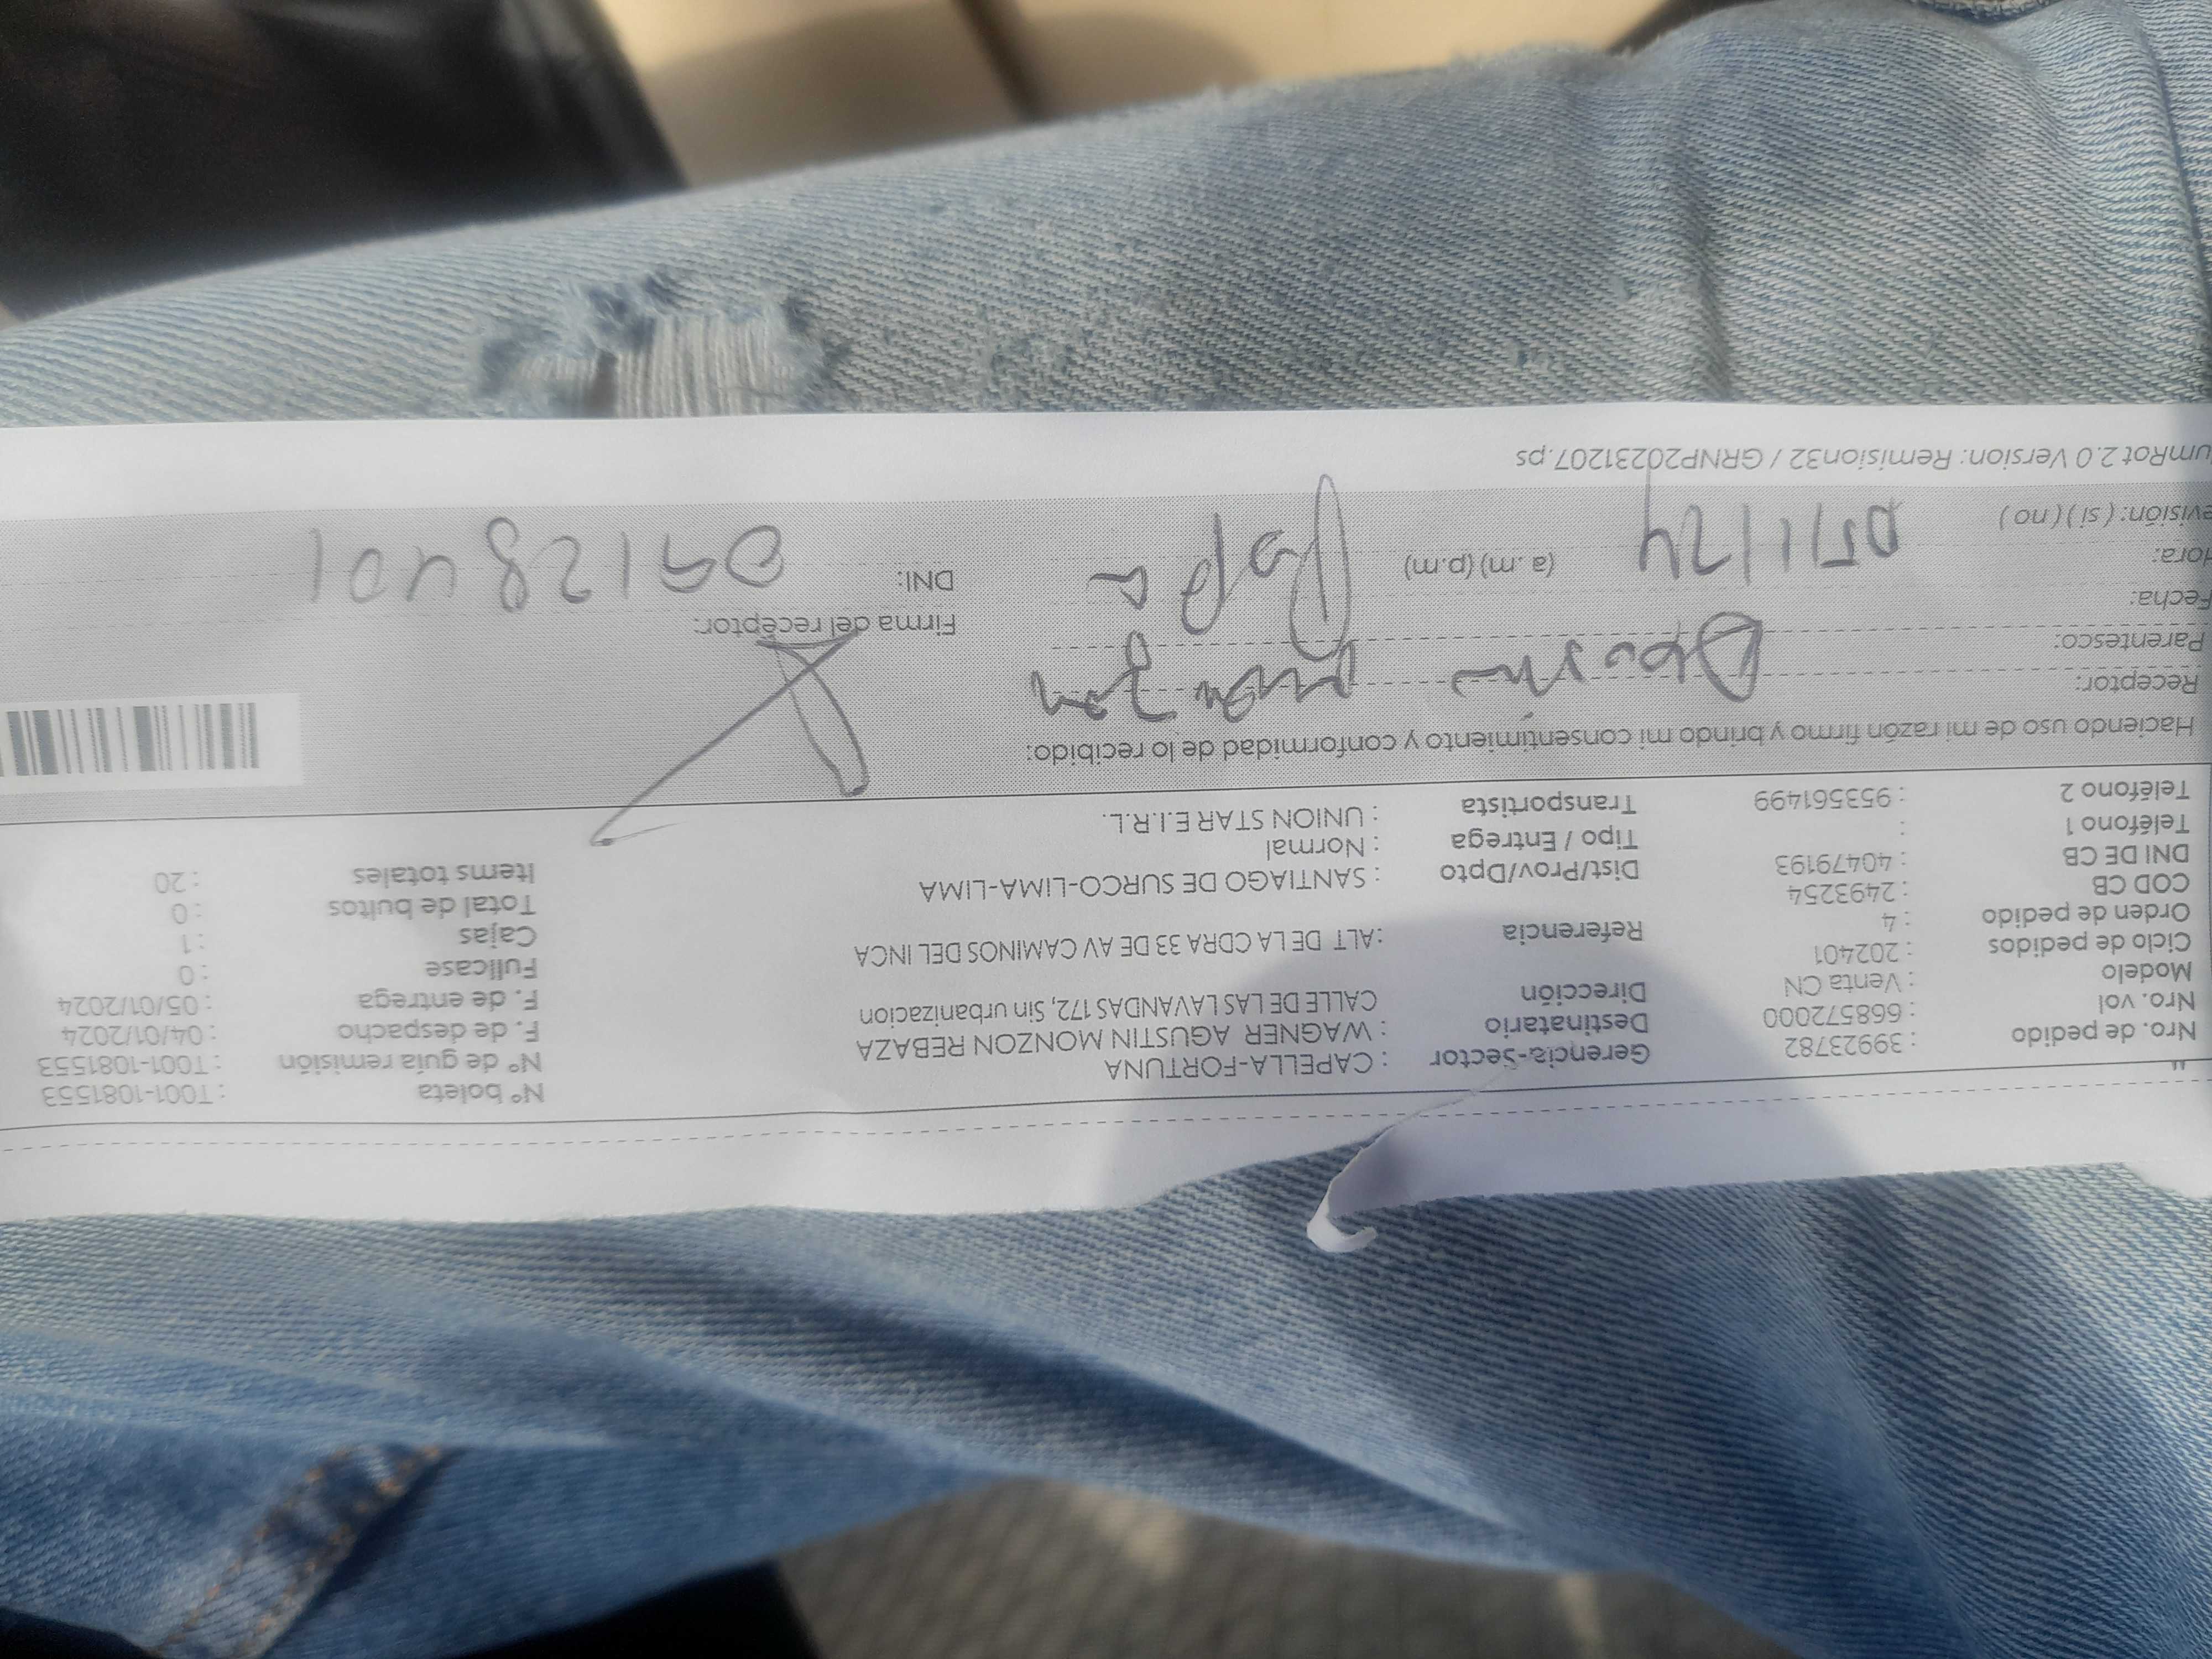 Nro. de pedido : 39923782 Gerencia-Sector : CAPELLA-FORTUNA N° boleta : T001-1081553
Nro. vol : 668572000 Destinatario : WAGNER AGUSTIN MONZON REBAZA N° de guía remisión : T001-1081553
Modelo : Venta CN Dirección CALLE DE LAS LAVANDAS 172, Sin urbanizacion F. de despacho : 04/01/2024
Ciclo de pedidos : 202401 F. de entrega : 05/01/2024
Orden de pedido : 4 Referencia : ALT DE LA CDRA 33 DE AV CAMINOS DEL INCA Fullcase : 0
COD CB : 2493254 Cajas : 1
DNI DE CB : 40479193 Dist/Prov/Dpto : SANTIAGO DE SURCO-LIMA-LIMA Total de bultos : 0
Teléfono 1 : Tipo / Entrega : Normal Items totales : 20
Teléfono 2 : 953561499 Transportista : UNION STAR E.I.R.L.
Haciendo uso de mi razón firmo y brindo mi consentimiento y conformidad de lo recibido:
Receptor: Agustin Monzon
Parentesco: Papa Firma del receptor:
Fecha: 05/1/24
Hora: (a.m) (p.m) DNI: 09128401
evisión: ( si ) ( no )
umRot 2.0 Version: Remision32 / GRNP20231207.ps